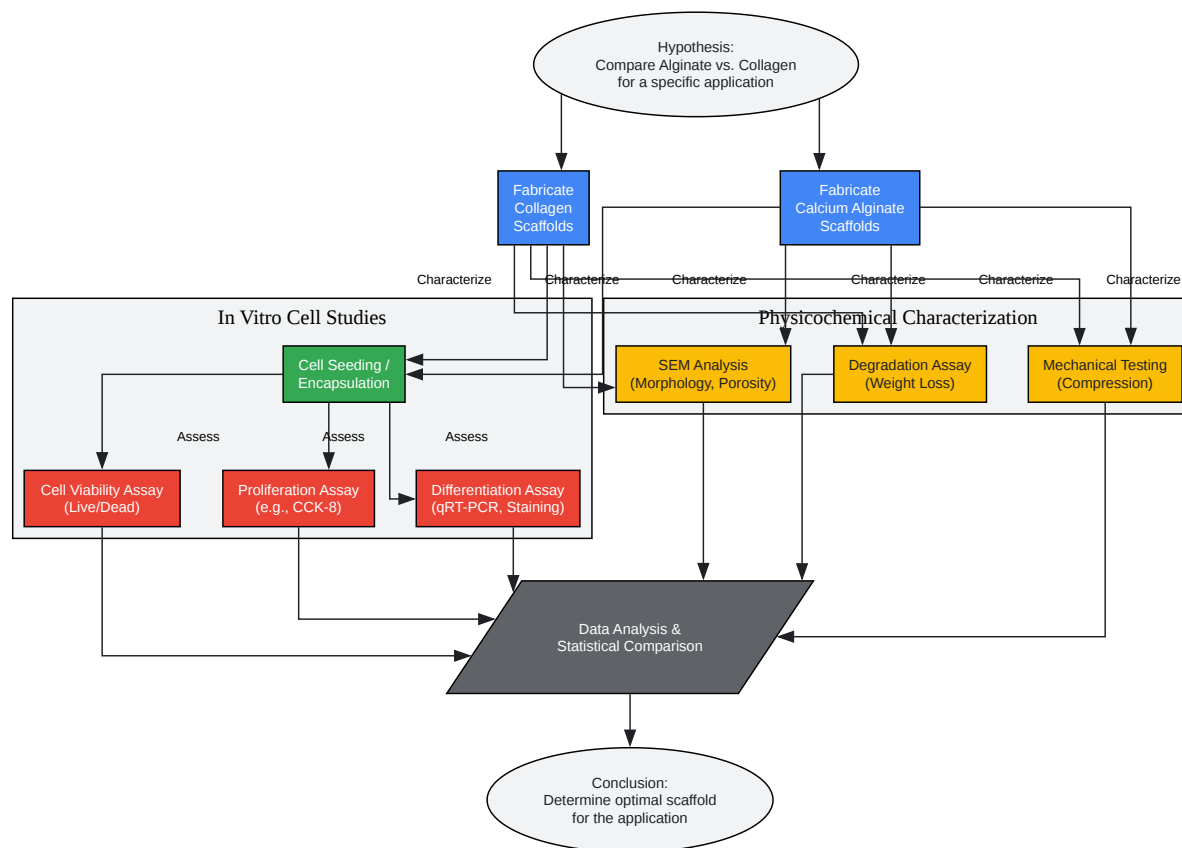 Hypothesis:
Compare Alginate vs. Collagen
for a specific application
Fabricate
Collagen
Scaffolds
Fabricate
Calcium Alginate
Scaffolds
Characterize
Characterize
Characterize
Characterize
Characterize
Characterize
In Vitro Cell Studies
Physicochemical Characterization
Cell Seeding /
Encapsulation
SEM Analysis
(Morphology, Porosity)
Degradation Assay
(Weight Loss)
Mechanical Testing
(Compression)
Assess
Assess
Assess
Cell Viability Assay
(Live/Dead)
Proliferation Assay
(e.g., CCK-8)
Differentiation Assay
(qRT-PCR, Staining)
Data Analysis &
Statistical Comparison
Conclusion:
Determine optimal scaffold
for the application